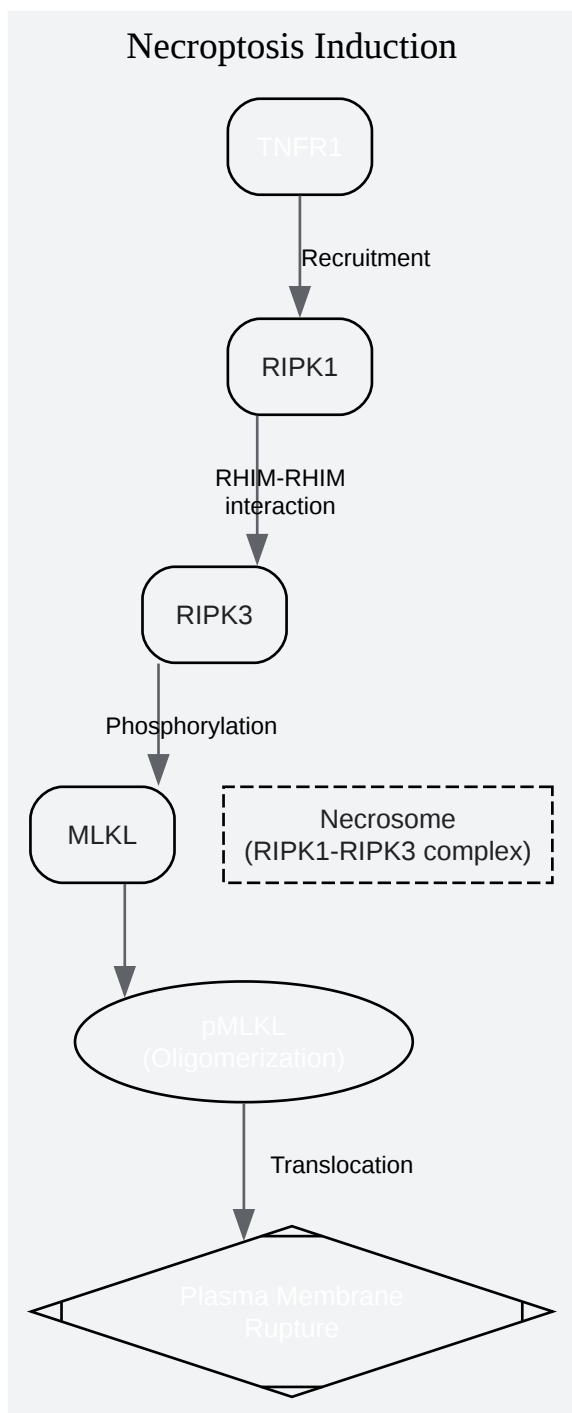 Necroptosis Induction
TNFR1
Recruitment
RIPK1
RHIM-RHIM
interaction
RIPK3
Phosphorylation
MLKL
Necrosome
(RIPK1-RIPK3 complex)
pMLKL
(Oligomerization)
Translocation
Plasma Membrane
Rupture